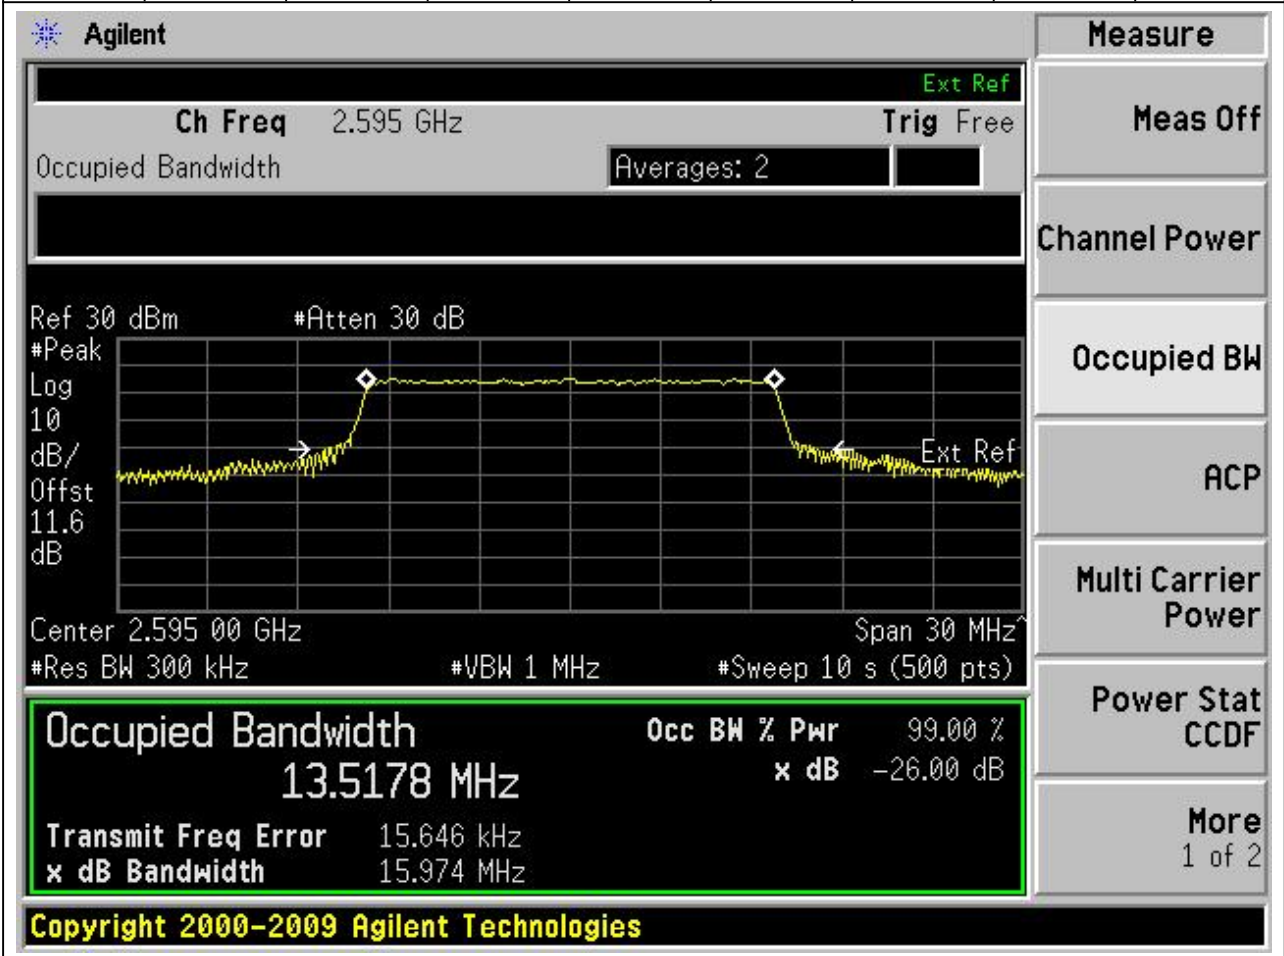 Agilent
Measure
Ext Ref
Ch Freq 2.595 GHz Trig Free
Meas Off
Occupied Bandwidth Averages: 2
Channel Power
Ref 30 dBm #Atten 30 dB
#Peak
Log
10
dB/
Offst
11.6
dB
Ext Ref
Occupied BW
ACP
Center 2.595 00 GHz Span 30 MHz^
#Res BW 300 kHz #VBW 1 MHz #Sweep 10 s (500 pts)
Multi Carrier
Power
Occupied Bandwidth Occ BW % Pwr 99.00 %
13.5178 MHz x dB -26.00 dB
Power Stat
CCDF
Transmit Freq Error 15.646 kHz
x dB Bandwidth 15.974 MHz
More
1 of 2
Copyright 2000-2009 Agilent Technologies